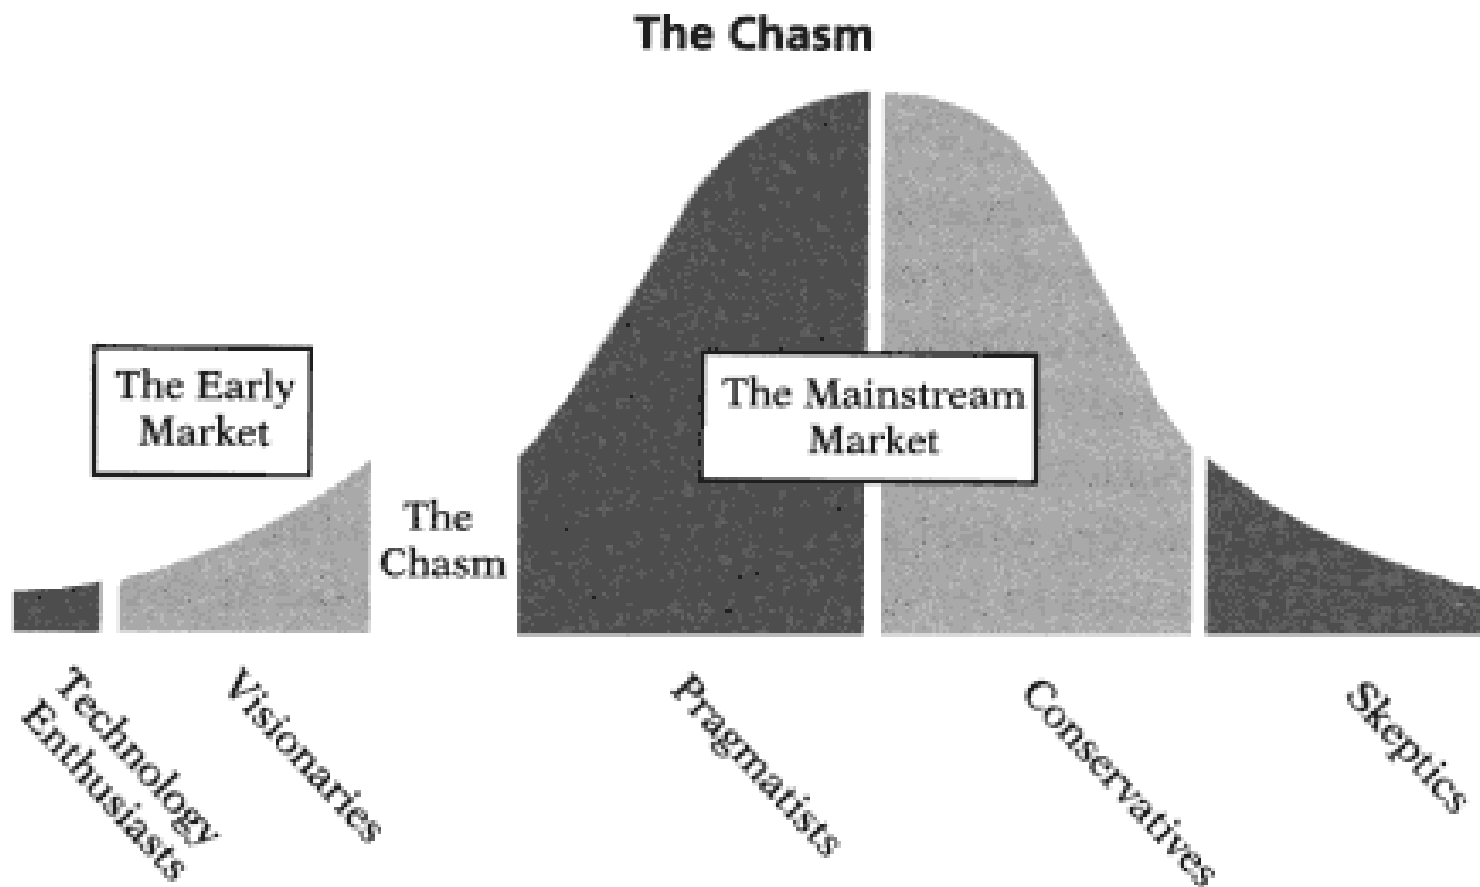 The Chasm
The Early
Market
The Mainstream
Market
The
Chasm
Technology
Enthusiasts
Visionaries
Pragmatists
Conservatives
Skeptics